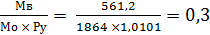 Мв / Мо × Ру = 561,2 / 1864 ×1,0101 = 0,3